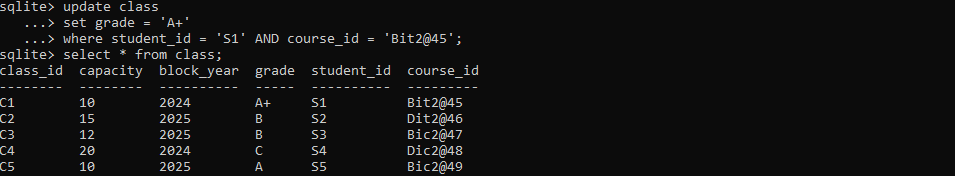 sqlite> update class
   ...> set grade = 'A+'
   ...> where student_id = 'S1' AND course_id = 'Bit2@45';
sqlite> select * from class;
class_id  capacity  block_year  grade  student_id  course_id
--------  --------  ----------  -----  ----------  ---------
C1        10        2024        A+     S1          Bit2@45
C2        15        2025        B      S2          Dit2@46
C3        12        2025        B      S3          Bic2@47
C4        20        2024        C      S4          Dic2@48
C5        10        2025        A      S5          Bic2@49